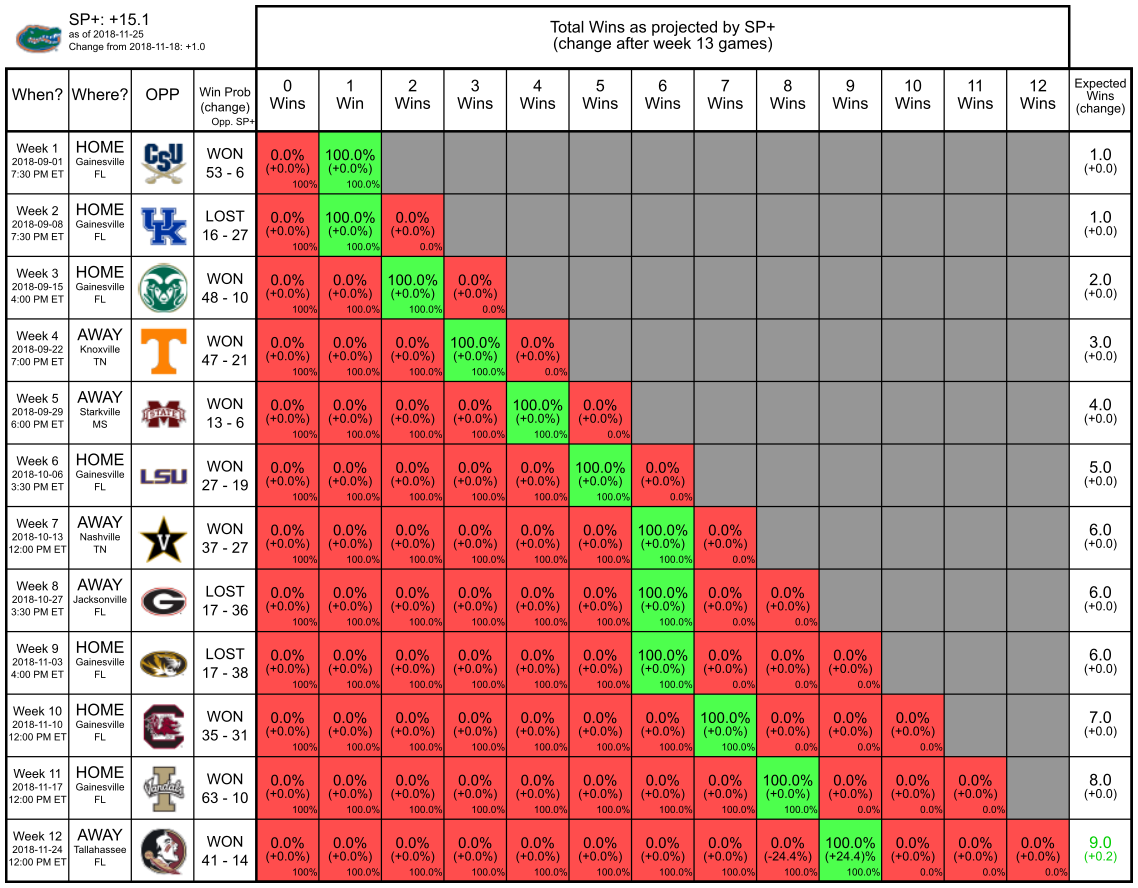 SP+: +15.1
as of 2018-11-25
Change from 2018-11-18: +1.0
Total Wins as projected by SP+
(change after week 13 games)
When? Where? OPP Win Prob 0 1 2 3 4 5 6 7 8 9 10 11 12 Expected
(change) Wins Win Wins Wins Wins Wins Wins Wins Wins Wins Wins Wins Wins Wins
Opp. SP+ (change)
Week 1 HOME CSU WON 0.0% 100.0% 1.0
2018-09-01 Gainesville (+0.0%) (+0.0%) (+0.0)
7:30 PM ET FL 53 - 6 100% 100.0%
Week 2 HOME UK LOST 0.0% 100.0% 0.0% 1.0
2018-09-08 Gainesville (+0.0%) (+0.0%) (+0.0%) (+0.0)
7:30 PM ET FL 16 - 27 100% 100.0% 0.0%
Week 3 HOME WON 0.0% 0.0% 100.0% 0.0% 2.0
2018-09-15 Gainesville (+0.0%) (+0.0%) (+0.0%) (+0.0%) (+0.0)
4:00 PM ET FL 48 - 10 100% 100.0% 100.0% 0.0%
Week 4 AWAY T WON 0.0% 0.0% 0.0% 100.0% 0.0% 3.0
2018-09-22 Knoxville (+0.0%) (+0.0%) (+0.0%) (+0.0%) (+0.0%) (+0.0)
7:00 PM ET TN 47 - 21 100% 100.0% 100.0% 100.0% 0.0%
Week 5 AWAY STATE WON 0.0% 0.0% 0.0% 0.0% 100.0% 0.0% 4.0
2018-09-29 Starkville (+0.0%) (+0.0%) (+0.0%) (+0.0%) (+0.0%) (+0.0%) (+0.0)
6:00 PM ET MS 13 - 6 100% 100.0% 100.0% 100.0% 100.0% 0.0%
Week 6 HOME LSU WON 0.0% 0.0% 0.0% 0.0% 0.0% 100.0% 0.0% 5.0
2018-10-06 Gainesville (+0.0%) (+0.0%) (+0.0%) (+0.0%) (+0.0%) (+0.0%) (+0.0%) (+0.0)
3:30 PM ET FL 27 - 19 100% 100.0% 100.0% 100.0% 100.0% 100.0% 0.0%
Week 7 AWAY V WON 0.0% 0.0% 0.0% 0.0% 0.0% 0.0% 100.0% 0.0% 6.0
2018-10-13 Nashville (+0.0%) (+0.0%) (+0.0%) (+0.0%) (+0.0%) (+0.0%) (+0.0%) (+0.0%) (+0.0)
12:00 PM ET TN 37 - 27 100% 100.0% 100.0% 100.0% 100.0% 100.0% 100.0% 0.0%
Week 8 AWAY G LOST 0.0% 0.0% 0.0% 0.0% 0.0% 0.0% 100.0% 0.0% 0.0% 6.0
2018-10-27 Jacksonville (+0.0%) (+0.0%) (+0.0%) (+0.0%) (+0.0%) (+0.0%) (+0.0%) (+0.0%) (+0.0%) (+0.0)
3:30 PM ET FL 17 - 36 100% 100.0% 100.0% 100.0% 100.0% 100.0% 100.0% 0.0% 0.0%
Week 9 HOME LOST 0.0% 0.0% 0.0% 0.0% 0.0% 0.0% 100.0% 0.0% 0.0% 0.0% 6.0
2018-11-03 Gainesville (+0.0%) (+0.0%) (+0.0%) (+0.0%) (+0.0%) (+0.0%) (+0.0%) (+0.0%) (+0.0%) (+0.0%) (+0.0)
4:00 PM ET FL 17 - 38 100% 100.0% 100.0% 100.0% 100.0% 100.0% 100.0% 0.0% 0.0% 0.0%
Week 10 HOME C WON 0.0% 0.0% 0.0% 0.0% 0.0% 0.0% 0.0% 100.0% 0.0% 0.0% 0.0% 7.0
2018-11-10 Gainesville (+0.0%) (+0.0%) (+0.0%) (+0.0%) (+0.0%) (+0.0%) (+0.0%) (+0.0%) (+0.0%) (+0.0%) (+0.0%) (+0.0)
12:00 PM ET FL 35 - 31 100% 100.0% 100.0% 100.0% 100.0% 100.0% 100.0% 100.0% 0.0% 0.0% 0.0%
Week 11 HOME Vandals WON 0.0% 0.0% 0.0% 0.0% 0.0% 0.0% 0.0% 0.0% 100.0% 0.0% 0.0% 0.0% 8.0
2018-11-17 Gainesville (+0.0%) (+0.0%) (+0.0%) (+0.0%) (+0.0%) (+0.0%) (+0.0%) (+0.0%) (+0.0%) (+0.0%) (+0.0%) (+0.0%) (+0.0)
12:00 PM ET FL 63 - 10 100% 100.0% 100.0% 100.0% 100.0% 100.0% 100.0% 100.0% 100.0% 0.0% 0.0% 0.0%
Week 12 AWAY WON 0.0% 0.0% 0.0% 0.0% 0.0% 0.0% 0.0% 0.0% 0.0% 100.0% 0.0% 0.0% 0.0% 9.0
2018-11-24 Tallahassee (+0.0%) (+0.0%) (+0.0%) (+0.0%) (+0.0%) (+0.0%) (+0.0%) (+0.0%) (-24.4%) (+24.4)% (+0.0%) (+0.0%) (+0.0%) (+0.2)
12:00 PM ET FL 41 - 14 100% 100.0% 100.0% 100.0% 100.0% 100.0% 100.0% 100.0% 100.0% 100.0% 0.0% 0.0% 0.0%